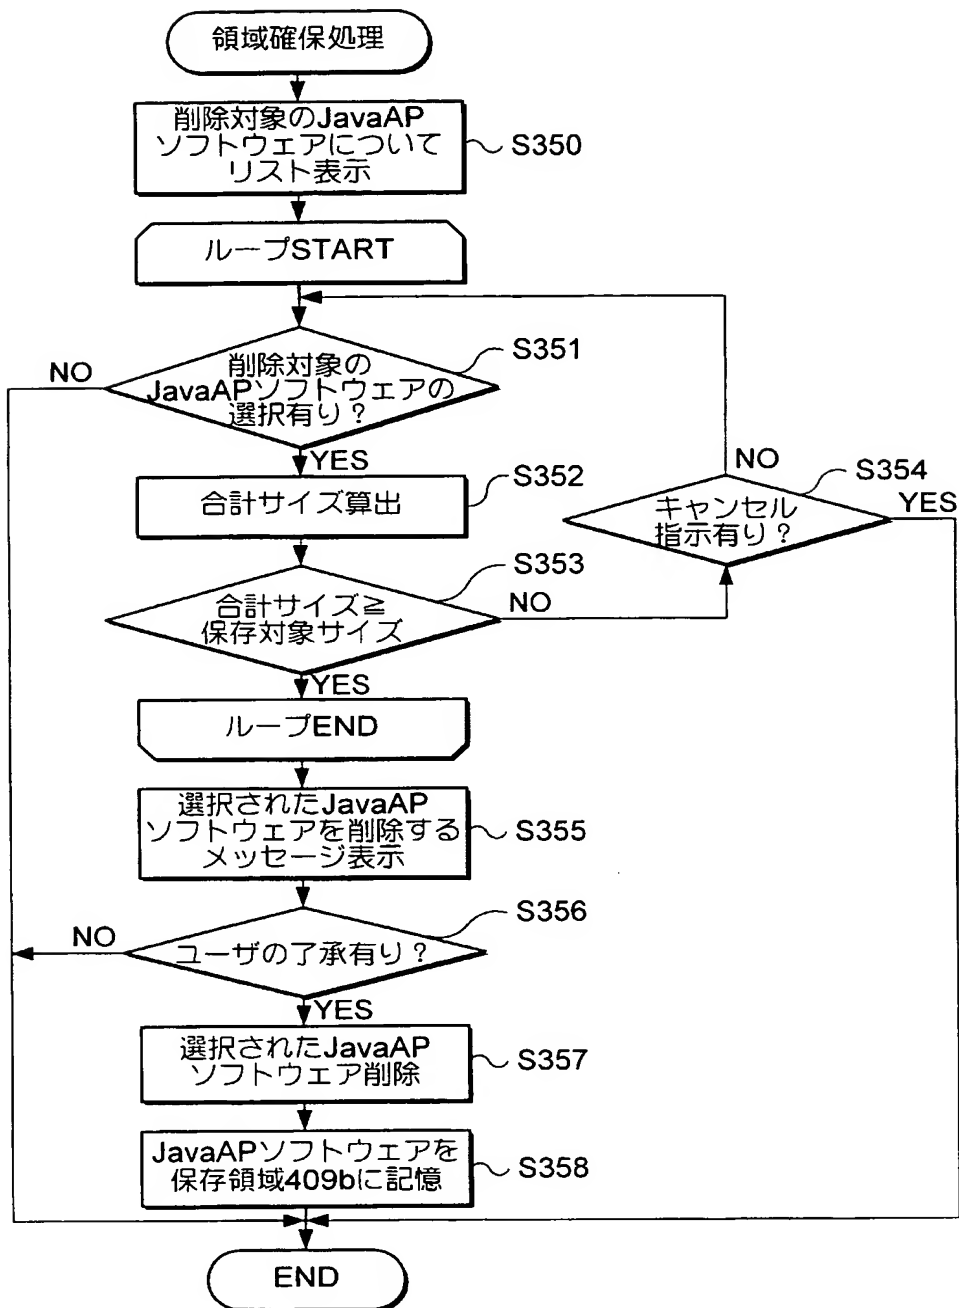 領域確保処理
削除対象のJavaAP
ソフトウェアについて
リスト表示
S350
ループSTART
S351
NO
削除対象の
JavaAPソフトウェアの
選択有り?
YES
S352
合計サイズ算出
NO
S354
YES
キャンセル
指示有り?
S353
合計サイズ≧
保存対象サイズ
NO
YES
ループEND
選択されたJavaAP
ソフトウェアを削除する
メッセージ表示
S355
S356
NO
ユーザの了承有り?
YES
選択されたJavaAP
ソフトウェア削除
S357
JavaAPソフトウェアを
保存領域409bに記憶
S358
END